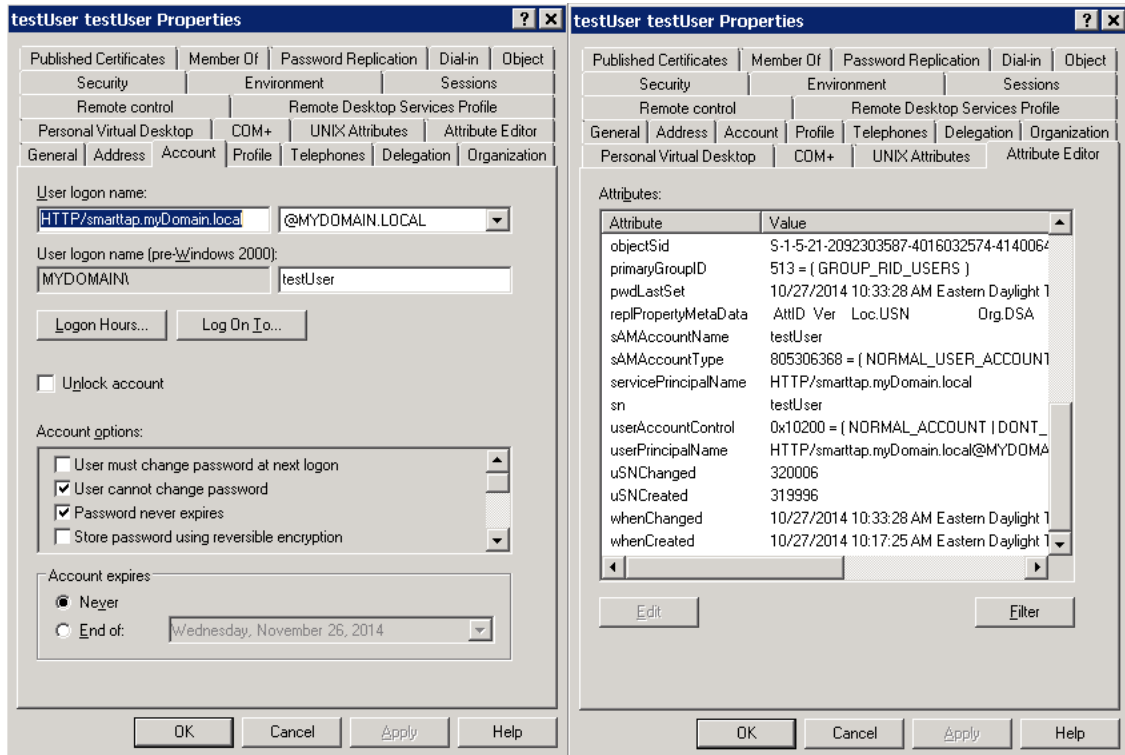 testUser testUser Properties
Published Certificates Member Of Password Replication Dial-in Object
Security Environment Sessions
Remote control Remote Desktop Services Profile
Personal Virtual Desktop COM+ UNIX Attributes Attribute Editor
General Address Account Profile Telephones Delegation Organization
User logon name:
HTTP/smarttap.myDomain.local @MYDOMAIN.LOCAL
User logon name (pre-Windows 2000):
MYDOMAIN\ testUser
Logon Hours... Log On To...
Unlock account
Account options:
User must change password at next logon
User cannot change password
Password never expires
Store password using reversible encryption
Account expires
Never
End of: Wednesday, November 26, 2014
OK Cancel Apply Help
testUser testUser Properties
Published Certificates Member Of Password Replication Dial-in Object
Security Environment Sessions
Remote control Remote Desktop Services Profile
General Address Account Profile Telephones Delegation Organization
Personal Virtual Desktop COM+ UNIX Attributes Attribute Editor
Attributes:
Attribute Value
objectSid S-1-5-21-2092303587-4016032574-4140064
primaryGroupID 513 = ( GROUP_RID_USERS )
pwdLastSet 10/27/2014 10:33:28 AM Eastern Daylight T
replPropertyMetaData AttID Ver Loc.USN Org.DSA
sAMAccountName testUser
sAMAccountType 805306368 = ( NORMAL_USER_ACCOUNT
servicePrincipalName HTTP/smarttap.myDomain.local
sn testUser
userAccountControl 0x10200 = ( NORMAL_ACCOUNT | DONT_
userPrincipalName HTTP/smarttap.myDomain.local@MYDOMA
uSNChanged 320006
uSNCreated 319996
whenChanged 10/27/2014 10:33:28 AM Eastern Daylight T
whenCreated 10/27/2014 10:17:25 AM Eastern Daylight T
Edit Filter
OK Cancel Apply Help